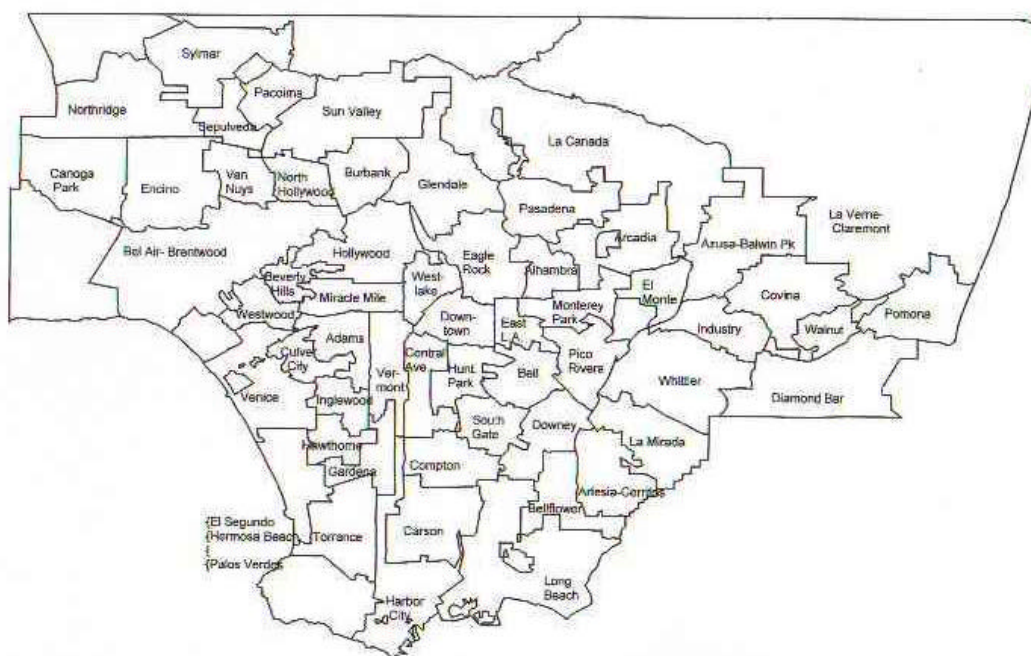 Sylmar
Pacoima
Northridge
Sun Valley
Sepulveda
La Canada
Canoga
Park
Encino
Van
Nuys
North
Hollywood
Burbank
Glendale
Pasadena
La Verne-
Claremont
Arcadia
Azusa-Balwin Pk
Bel Air- Brentwood
Hollywood
Eagle
Rock
Alhambra
Beverly
Hills
West-
lake
El
Monte
Covina
Miracle Mile
Monterey
Park
Pomona
Westwood
Down-
town
East
L.A.
Industry
Walnut
Adams
Culver
City
Central
Ave
Ver-
mont
Hunt.
Park
Bell
Pico
Rivera
Whittier
Venice
Inglewood
Diamond Bar
South
Gate
Downey
La Mirada
Hawthorne
Gardena
Compton
Artesia-Cerritos
Bellflower
{El Segundo
{Hermosa Beach
{
{Palos Verdes
Torrance
Carson
Long
Beach
Harbor
City